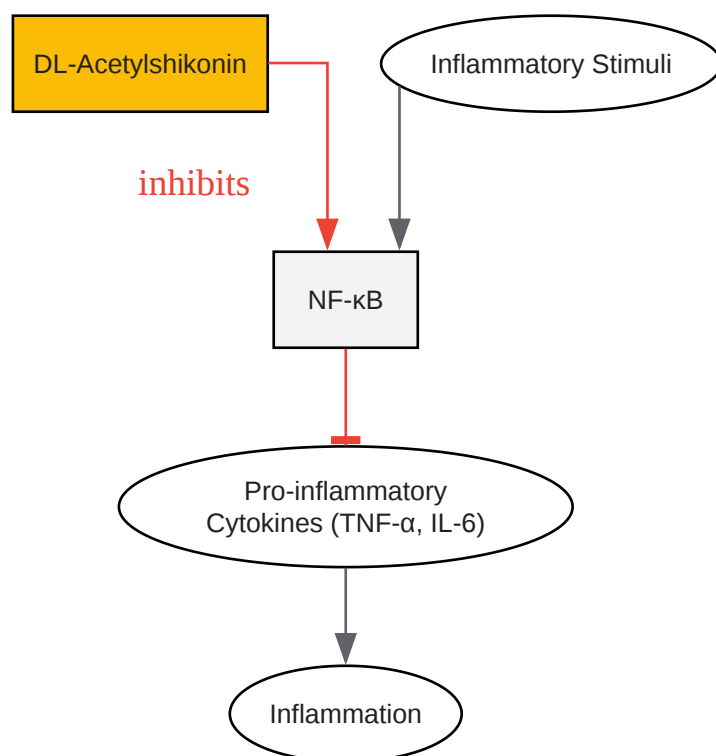 DL-Acetylshikonin
Inflammatory Stimuli
inhibits
NF-κB
Pro-inflammatory
Cytokines (TNF-α, IL-6)
Inflammation